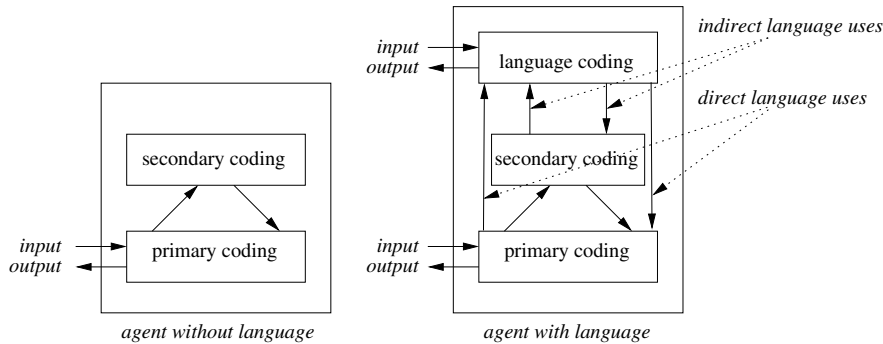 secondary coding
input
output
primary coding
agent without language
input
output
language coding
indirect language uses
direct language uses
secondary coding
input
output
primary coding
agent with language